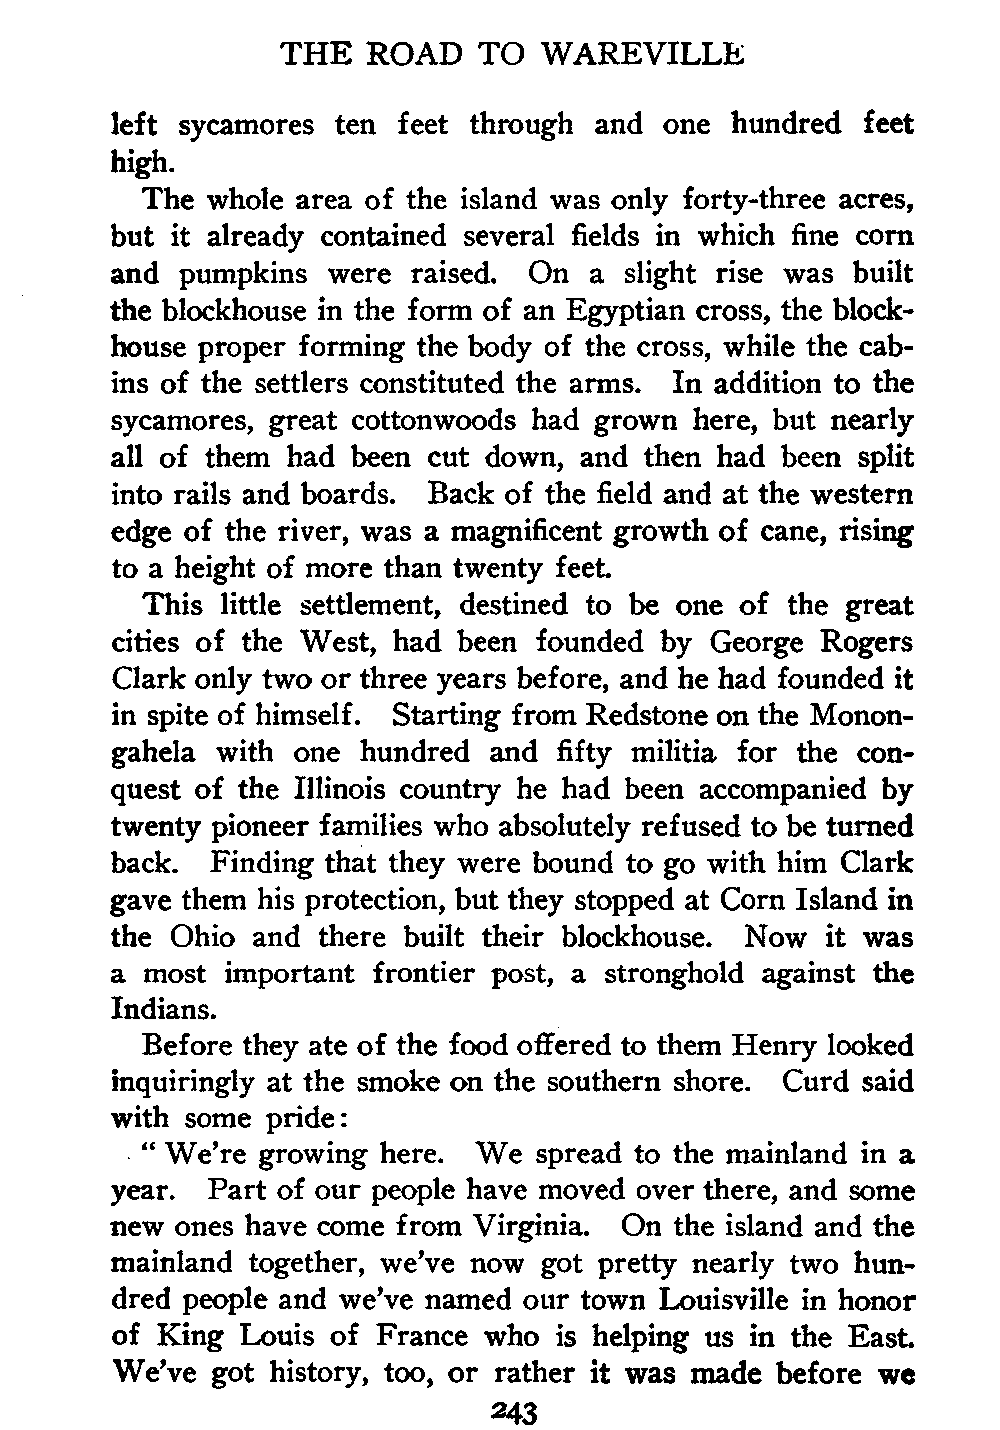 THE ROAD TO WAREVILLE
left sycamores ten feet through and one hundred feet
high.
The whole area of the island was only forty-three acres,
but it already contained several fields in which fine corn
and pumpkins were raised. On a slight rise was built
the blockhouse in the form of an Egyptian cross, the block-
house proper forming the body of the cross, while the cab-
ins of the settlers constituted the arms. In addition to the
sycamores, great cottonwoods had grown here, but nearly
all of them had been cut down, and then had been split
into rails and boards. Back of the field and at the western
edge of the river, was a magnificent growth of cane, rising
to a height of more than twenty feet.
This little settlement, destined to be one of the great
cities of the West, had been founded by George Rogers
Clark only two or three years before, and he had founded it
in spite of himself. Starting from Redstone on the Monon-
gahela with one hundred and fifty militia for the con-
quest of the Illinois country he had been accompanied by
twenty pioneer families who absolutely refused to be turned
back. Finding that they were bound to go with him Clark
gave them his protection, but they stopped at Corn Island in
the Ohio and there built their blockhouse. Now it was
a most important frontier post, a stronghold against the
Indians.
Before they ate of the food offered to them Henry looked
inquiringly at the smoke on the southern shore. Curd said
with some pride:
" We're growing here. We spread to the mainland in a
year. Part of our people have moved over there, and some
new ones have come from Virginia. On the island and the
mainland together, we've now got pretty nearly two hun-
dred people and we've named our town Louisville in honor
of King Louis of France who is helping us in the East.
We've got history, too, or rather it was made before we
243